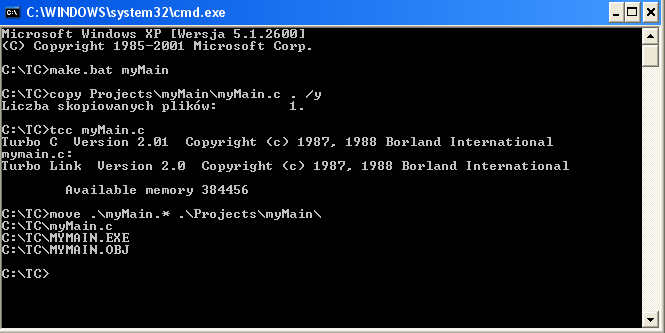 C:\WINDOWS\system32\cmd.exe
Microsoft Windows XP [Wersja 5.1.2600]
(C) Copyright 1985-2001 Microsoft Corp.
C:\TC>make.bat myMain
C:\TC>copy Projects\myMain\myMain.c . /y
Liczba skopiowanych plików:         1.
C:\TC>tcc myMain.c
Turbo C  Version 2.01  Copyright (c) 1987, 1988 Borland International
mymain.c:
Turbo Link  Version 2.0  Copyright (c) 1987, 1988 Borland International
        Available memory 384456
C:\TC>move .\myMain.* .\Projects\myMain\
C:\TC\myMain.c
C:\TC\MYMAIN.EXE
C:\TC\MYMAIN.OBJ
C:\TC>